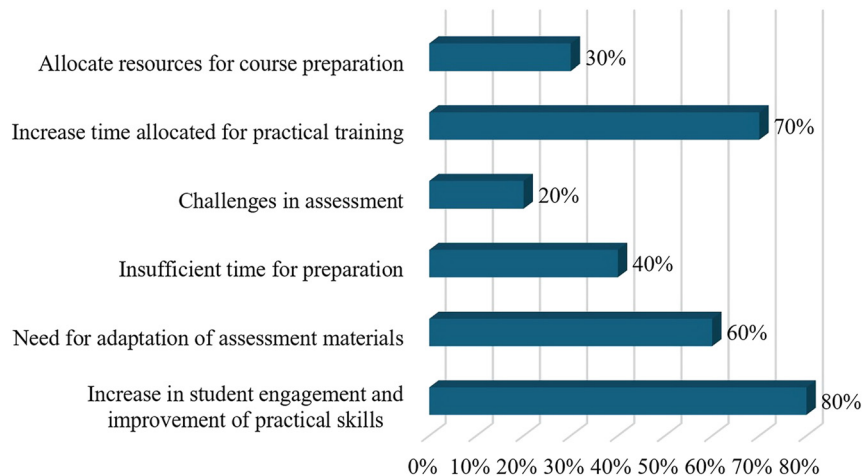 Allocate resources for course preparation
30%
Increase time allocated for practical training
70%
Challenges in assessment
20%
Insufficient time for preparation
40%
Need for adaptation of assessment materials
60%
Increase in student engagement and
improvement of practical skills
80%
0% 10% 20% 30% 40% 50% 60% 70% 80%